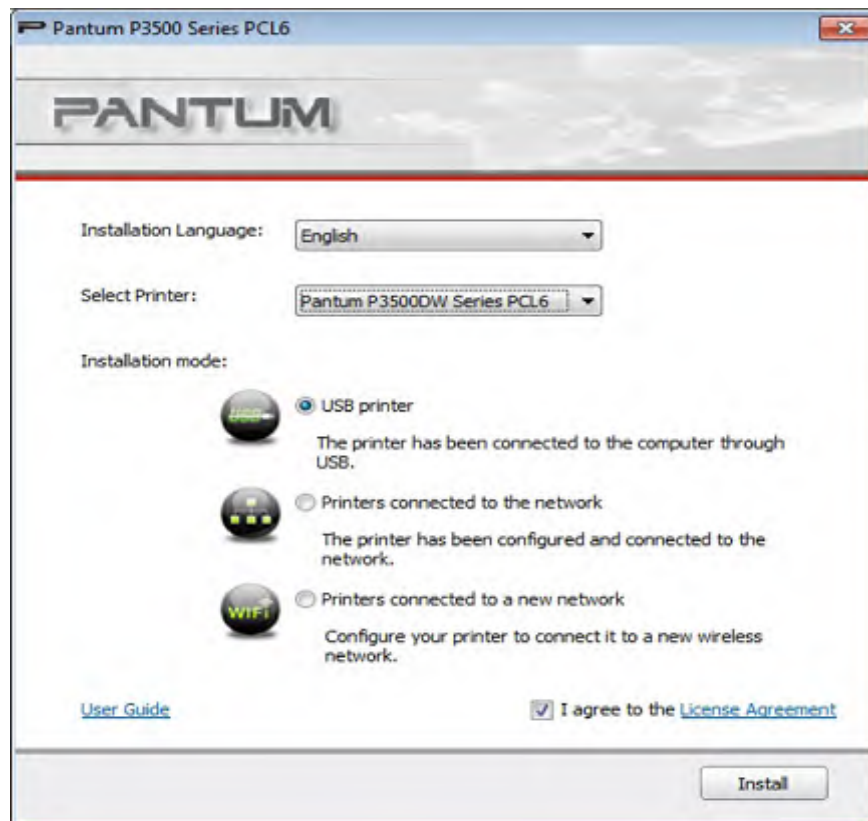 Pantum P3500 Series PCL6
PANTUM
Installation Language:
English
Select Printer:
Pantum P3500DW Series PCL6
Installation mode:
USB
USB printer
The printer has been connected to the computer through
USB.
Printers connected to the network
The printer has been configured and connected to the
network.
WiFi
Printers connected to a new network
Configure your printer to connect it to a new wireless
network.
User Guide
I agree to the License Agreement
Install